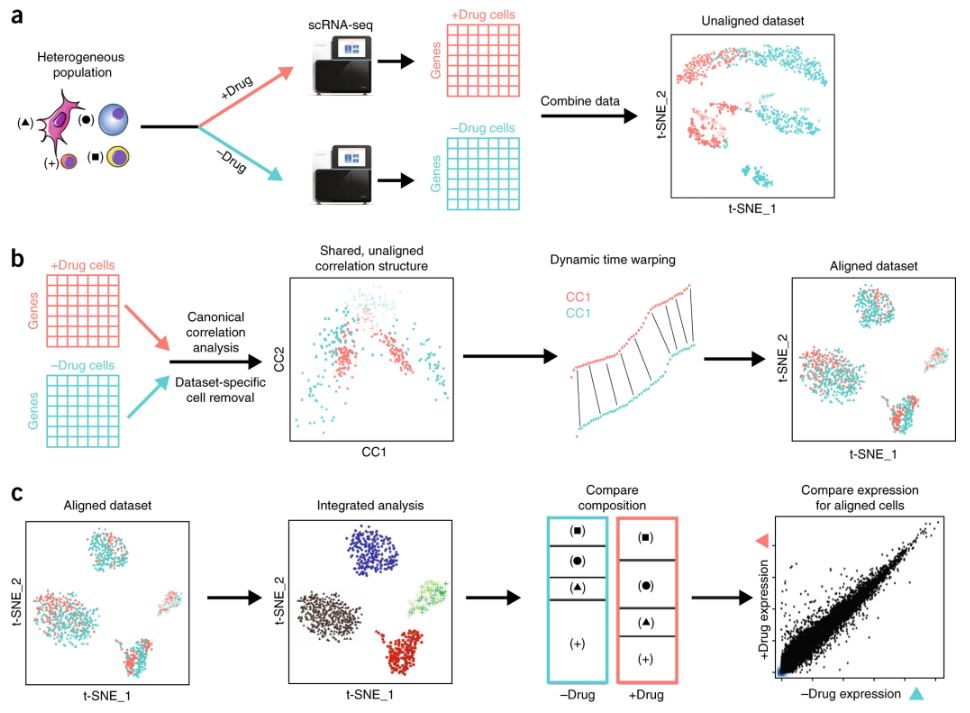 a
Heterogeneous
population
(▲)
(●)
(+)
(■)
+Drug
–Drug
scRNA-seq
+Drug cells
Genes
–Drug cells
Genes
Combine data
Unaligned dataset
t-SNE_2
t-SNE_1
b
+Drug cells
Genes
–Drug cells
Genes
Canonical
correlation
analysis
Dataset-specific
cell removal
Shared, unaligned
correlation structure
CC2
CC1
Dynamic time warping
CC1
CC1
Aligned dataset
t-SNE_2
t-SNE_1
c
Aligned dataset
t-SNE_2
t-SNE_1
Integrated analysis
t-SNE_2
t-SNE_1
Compare
composition
(■)
(●)
(▲)
(+)
–Drug
(■)
(●)
(▲)
(+)
+Drug
Compare expression
for aligned cells
+Drug expression
–Drug expression